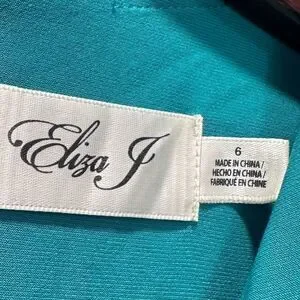 Eliza J
6
MADE IN CHINA/
HECHO EN CHINA/
FABRIQUÉ EN CHINE